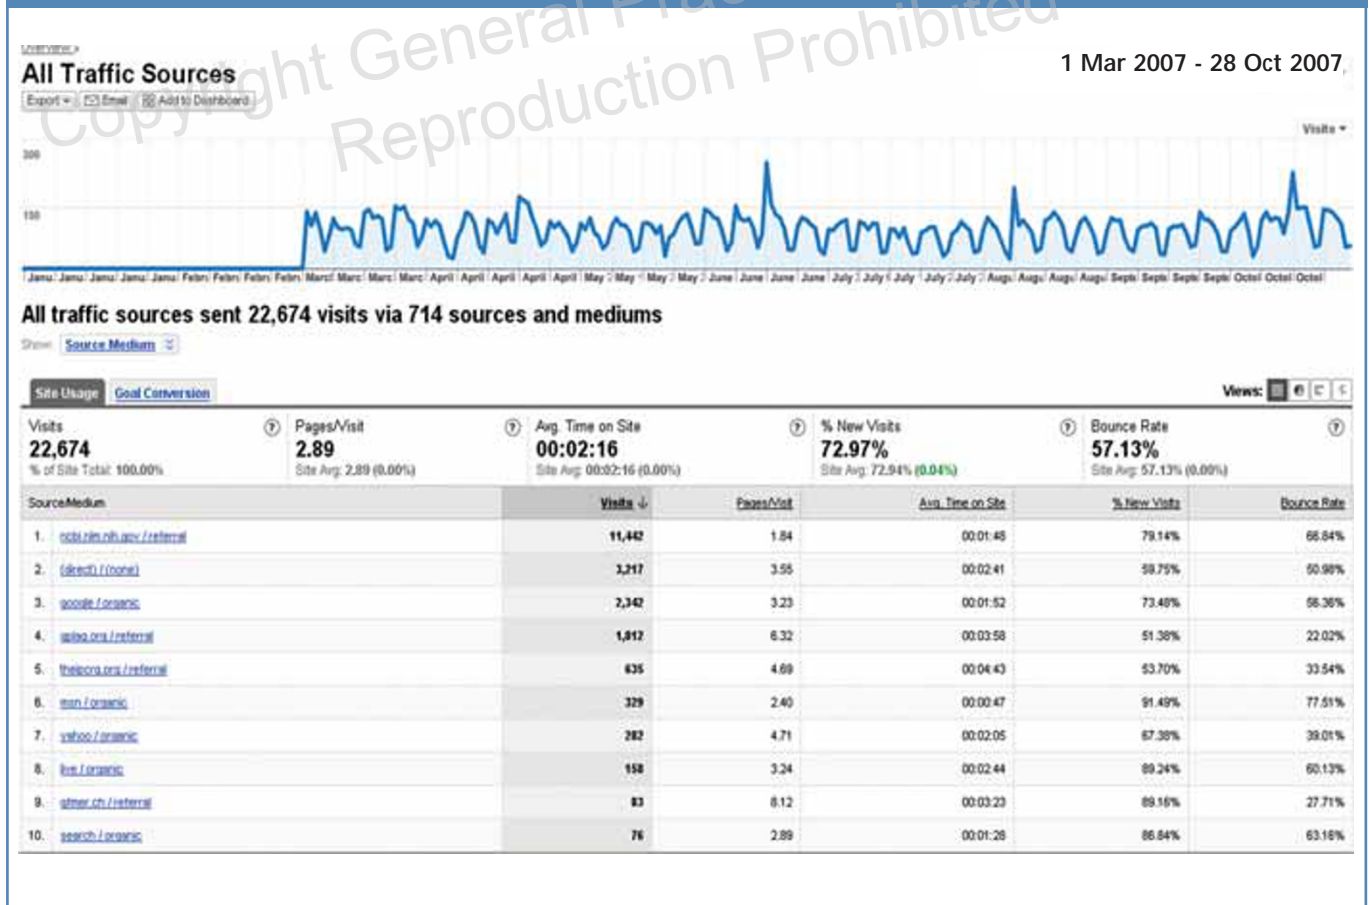 Copyright General
Reproduction Prohibited
Overview »
All Traffic Sources
1 Mar 2007 - 28 Oct 2007
Export Email Add to Dashboard
Visits
300
150
All traffic sources sent 22,674 visits via 714 sources and mediums
Show: Source Medium
Site Usage Goal Conversion Views:
Visits Pages/Visit Avg. Time on Site % New Visits Bounce Rate
22,674 2.89 00:02:16 72.97% 57.13%
% of Site Total: 100.00% Site Avg: 2.89 (0.00%) Site Avg: 00:02:16 (0.00%) Site Avg: 72.94% (0.04%) Site Avg: 57.13% (0.00%)
Source/Medium Visits ↓ Pages/Visit Avg. Time on Site % New Visits Bounce Rate
1. ncbi.nlm.nih.gov / referral 11,442 1.84 00:01:48 79.14% 66.84%
2. (direct) / (none) 3,217 3.55 00:02:41 59.75% 50.98%
3. google / organic 2,342 3.23 00:01:52 73.48% 56.36%
4. / referral 6.32 00:03:58 51.38% 22.02%
5. / referral 635 4.69 00:04:43 53.70% 33.54%
6. msn / organic 329 2.40 00:00:47 91.49% 77.51%
7. yahoo / organic 282 4.71 00:02:05 67.38% 39.01%
8. live / organic 158 3.24 00:02:44 89.24% 60.13%
9. / referral 83 8.12 00:03:23 89.16% 27.71%
10. search / organic 76 2.89 00:01:28 86.84% 63.16%